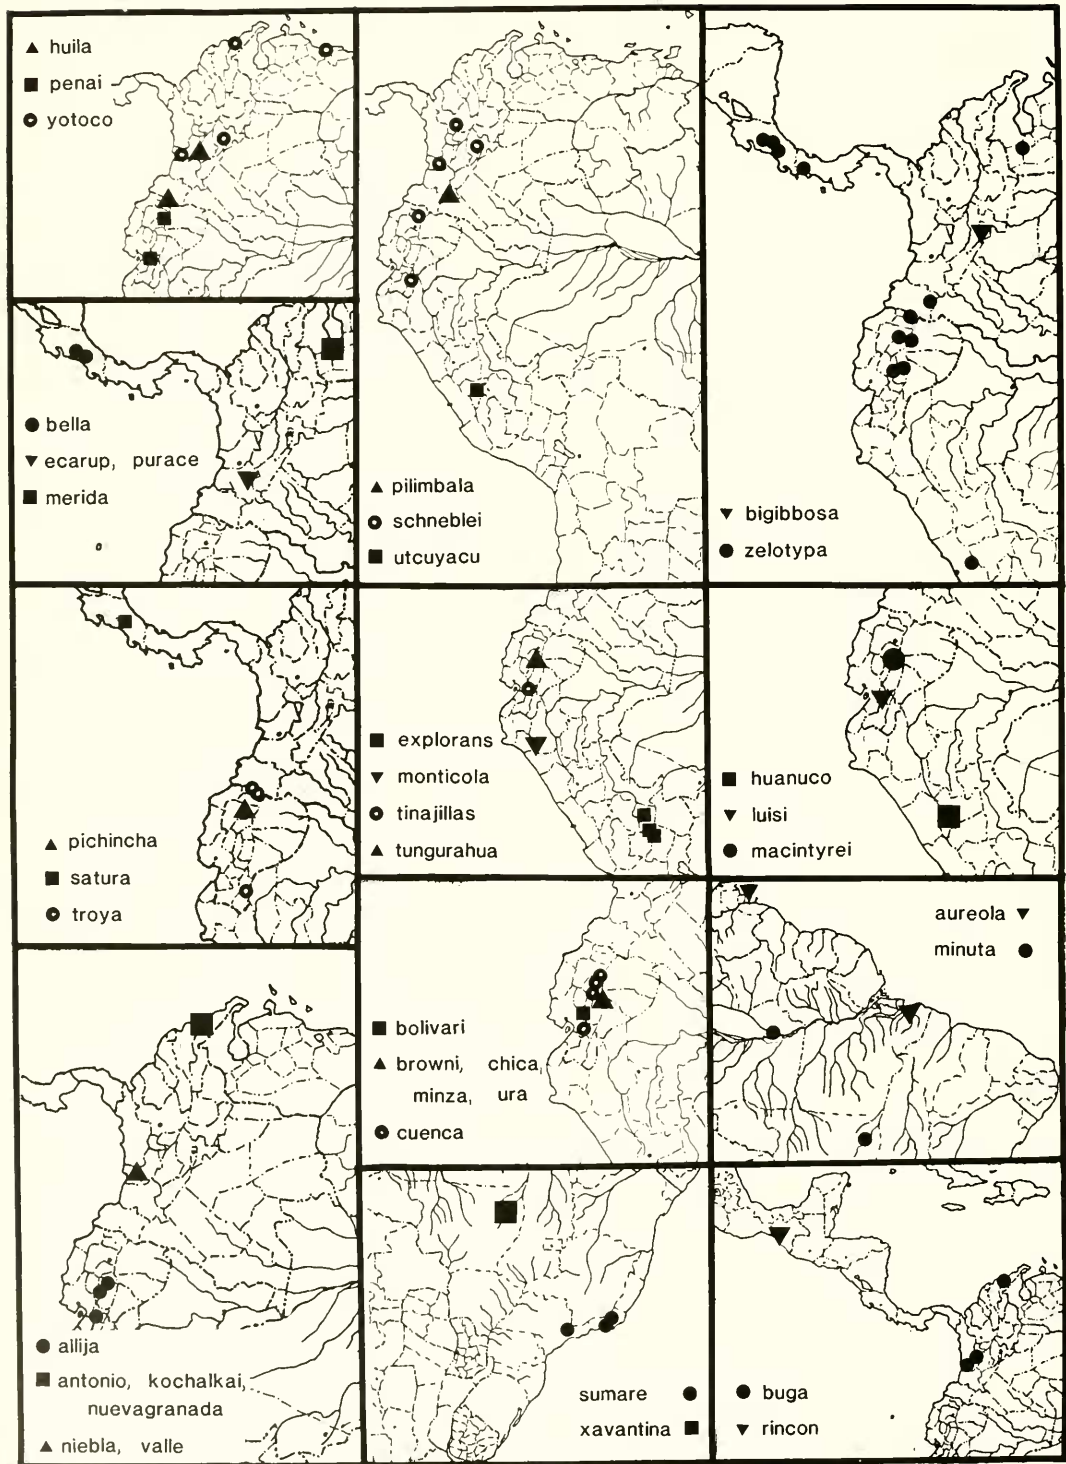 huila
penai
yotoco
bella
ecarup, purace
merida
pilimbala
schneblei
utcuyacu
bigibbosa
zelotypa
pichincha
satura
troya
explorans
monticola
tinajillas
tungurahua
huanuco
luisi
macintyrei
allija
antonio, kochalkai,
nuevagranada
niebla, valle
bolivari
browni, chica,
minza, ura
cuenca
aureola
minuta
sumare
xavantina
buga
rincon